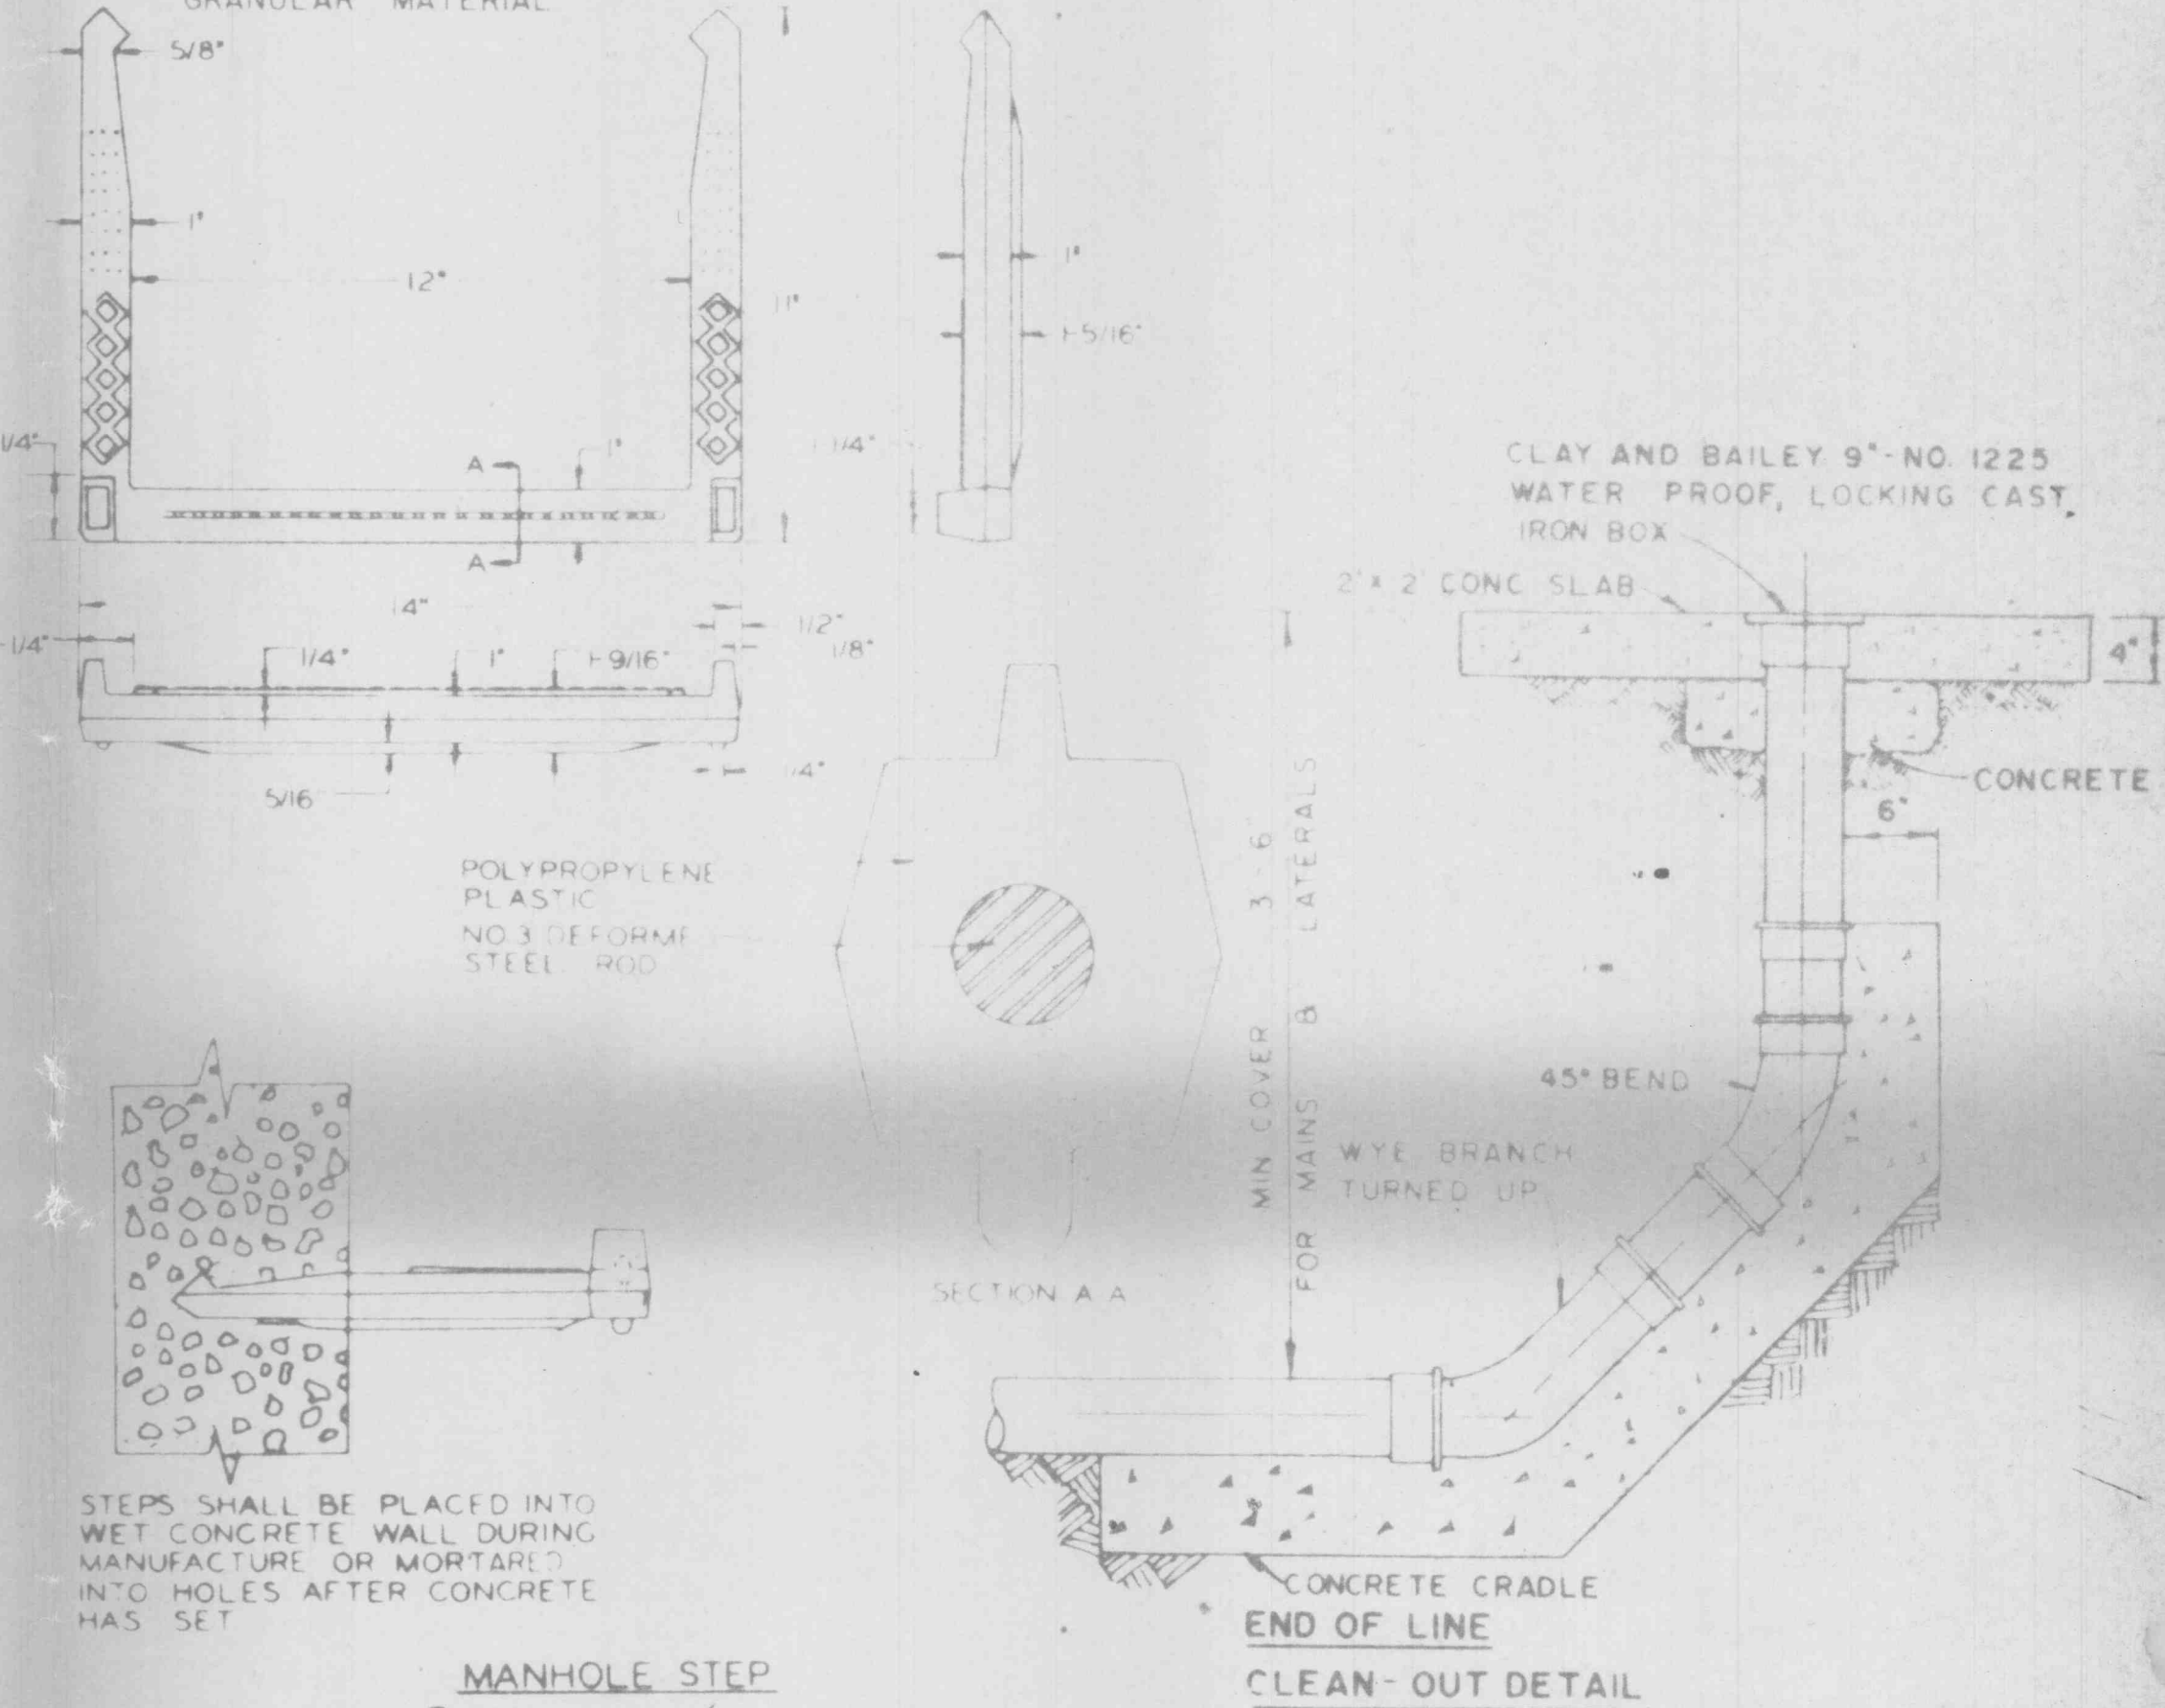 GRANULAR MATERIAL
5/8"
1"
12"
11"
1"
1-5/16"
1/4"
A
1"
1/4"
A
14"
1/2"
1/8"
1/4"
1/4"
1"
1-9/16"
1/4"
5/16
POLYPROPYLENE
PLASTIC
NO.3 DEFORME
STEEL ROD
SECTION A A
STEPS SHALL BE PLACED INTO
WET CONCRETE WALL DURING
MANUFACTURE OR MORTARED
INTO HOLES AFTER CONCRETE
HAS SET
MANHOLE STEP
CLAY AND BAILEY 9"-NO. 1225
WATER PROOF, LOCKING CAST
IRON BOX
2' x 2' CONC SLAB
4"
CONCRETE
6"
MIN COVER 3 - 6"
FOR MAINS & LATERALS
45° BEND
WYE BRANCH
TURNED UP
CONCRETE CRADLE
END OF LINE
CLEAN-OUT DETAIL